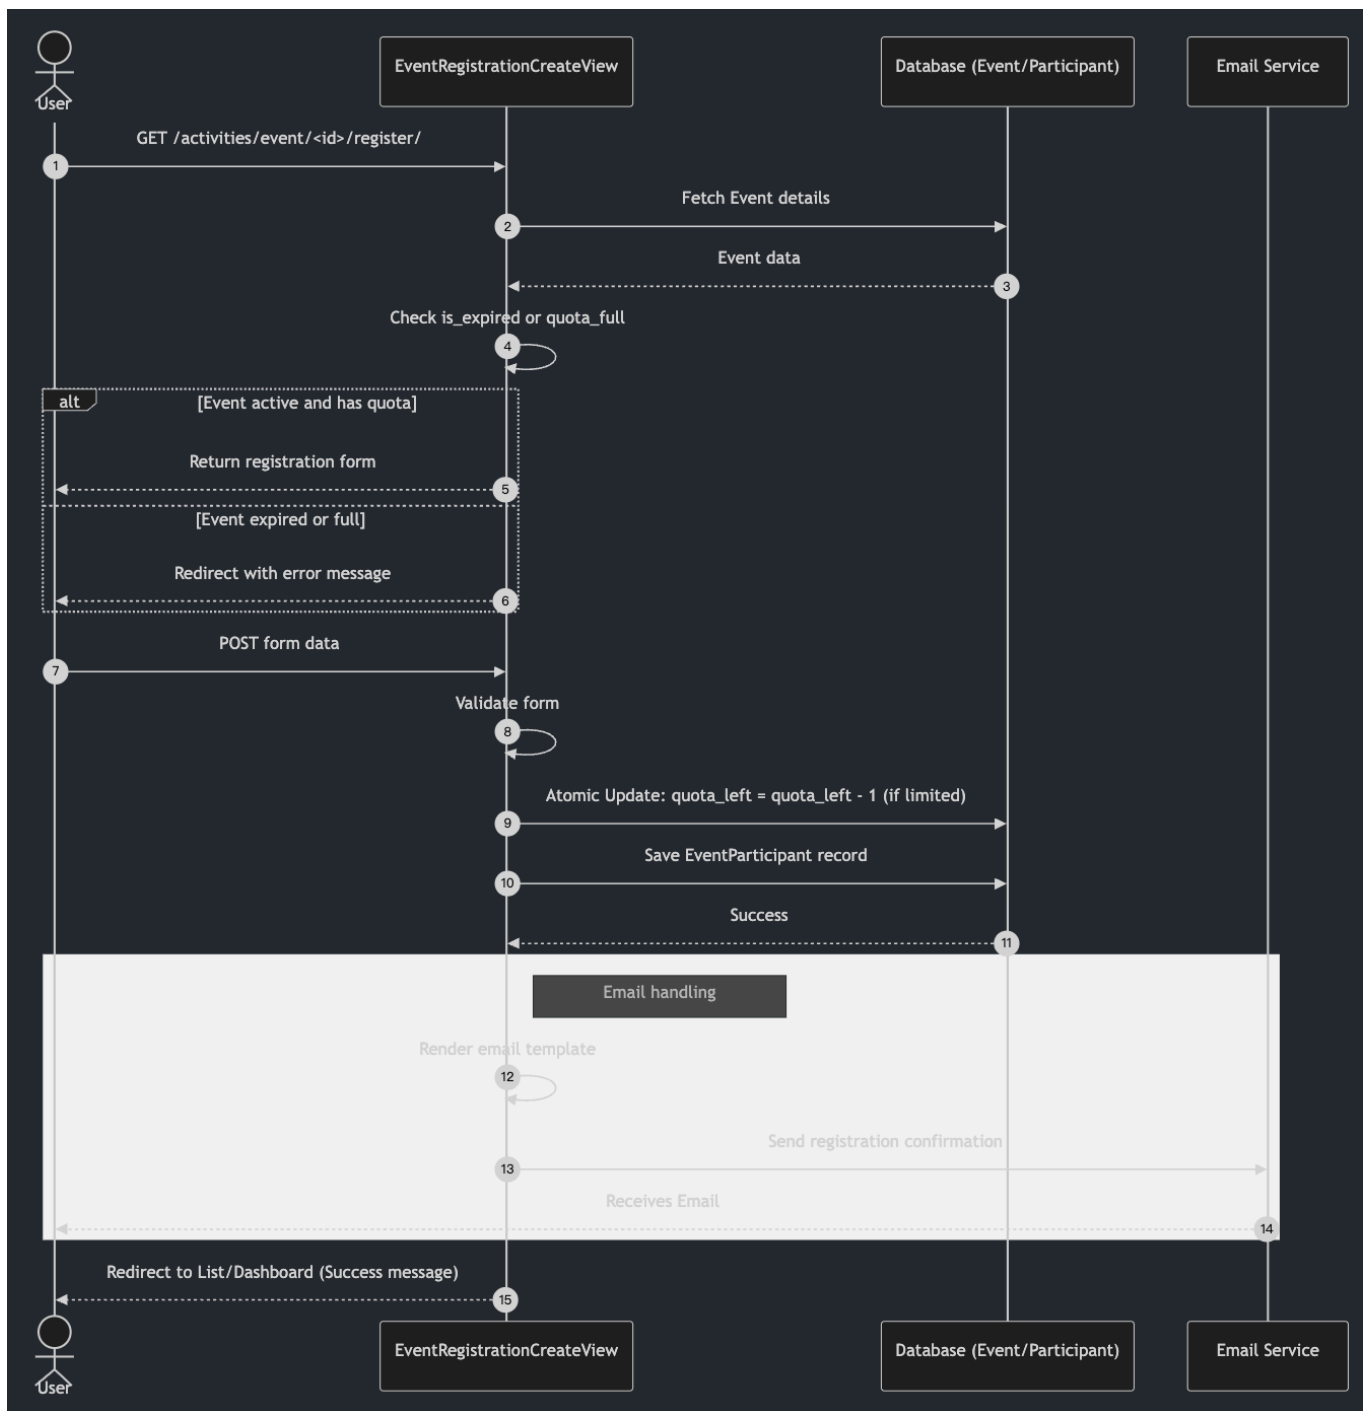 User
EventRegistrationCreateView
Database (Event/Participant)
Email Service
GET /activities/event/<id>/register/
1
Fetch Event details
2
Event data
3
Check is_expired or quota_full
4
alt
[Event active and has quota]
Return registration form
5
[Event expired or full]
Redirect with error message
6
POST form data
7
Validate form
8
Atomic Update: quota_left = quota_left - 1 (if limited)
9
Save EventParticipant record
10
Success
11
Email handling
Render email template
12
Send registration confirmation
13
Receives Email
14
Redirect to List/Dashboard (Success message)
15
User
EventRegistrationCreateView
Database (Event/Participant)
Email Service